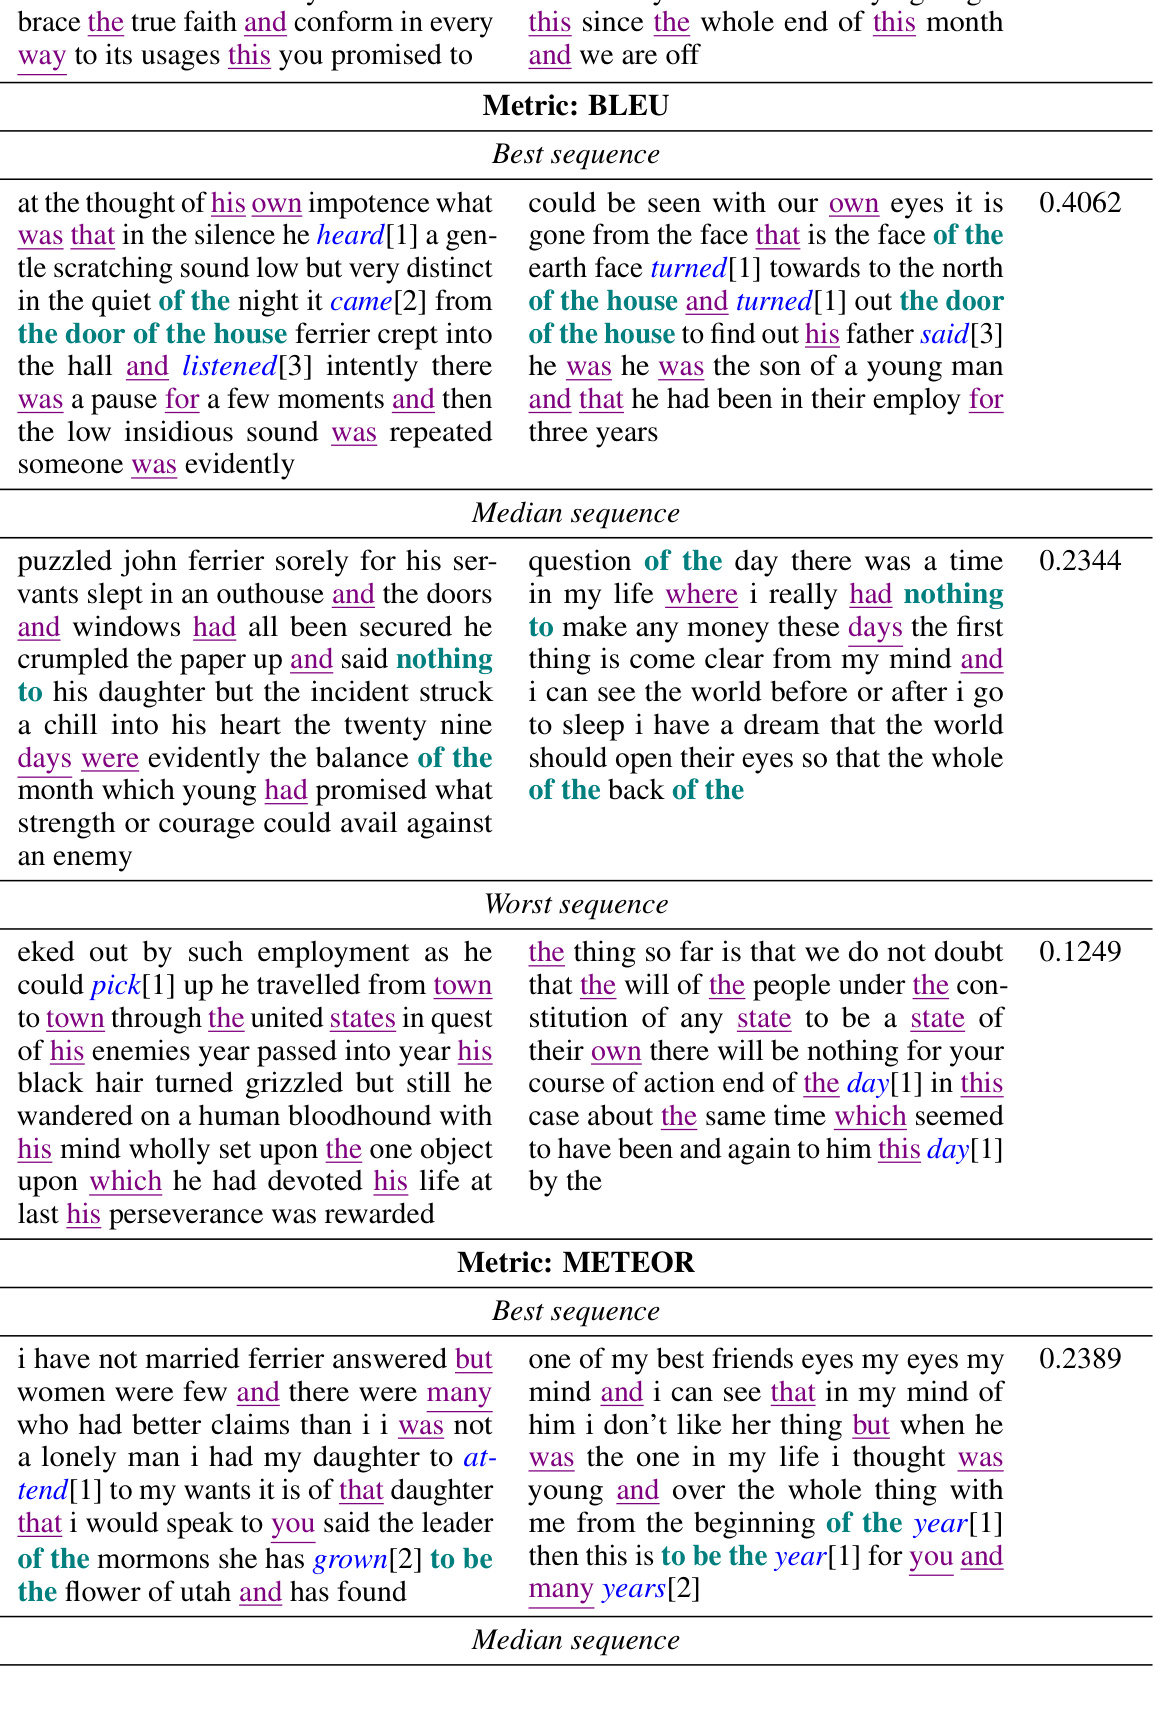 brace the true faith and conform in every
way to its usages this you promised to
this since the whole end of this month
and we are off
Metric: BLEU
Best sequence
at the thought of his own impotence what
was that in the silence he heard[1] a gen-
tle scratching sound low but very distinct
in the quiet of the night it came[2] from
the door of the house ferrier crept into
the hall and listened[3] intently there
was a pause for a few moments and then
the low insidious sound was repeated
someone was evidently
could be seen with our own eyes it is
gone from the face that is the face of the
earth face turned[1] towards to the north
of the house and turned[1] out the door
of the house to find out his father said[3]
he was he was the son of a young man
and that he had been in their employ for
three years
0.4062
Median sequence
puzzled john ferrier sorely for his ser-
vants slept in an outhouse and the doors
and windows had all been secured he
crumpled the paper up and said nothing
to his daughter but the incident struck
a chill into his heart the twenty nine
days were evidently the balance of the
month which young had promised what
strength or courage could avail against
an enemy
question of the day there was a time
in my life where i really had nothing
to make any money these days the first
thing is come clear from my mind and
i can see the world before or after i go
to sleep i have a dream that the world
should open their eyes so that the whole
of the back of the
0.2344
Worst sequence
eked out by such employment as he
could pick[1] up he travelled from town
to town through the united states in quest
of his enemies year passed into year his
black hair turned grizzled but still he
wandered on a human bloodhound with
his mind wholly set upon the one object
upon which he had devoted his life at
last his perseverance was rewarded
the thing so far is that we do not doubt
that the will of the people under the con-
stitution of any state to be a state of
their own there will be nothing for your
course of action end of the day[1] in this
case about the same time which seemed
to have been and again to him this day[1]
by the
0.1249
Metric: METEOR
Best sequence
i have not married ferrier answered but
women were few and there were many
who had better claims than i i was not
a lonely man i had my daughter to at-
tend[1] to my wants it is of that daughter
that i would speak to you said the leader
of the mormons she has grown[2] to be
the flower of utah and has found
one of my best friends eyes my eyes my
mind and i can see that in my mind of
him i don't like her thing but when he
was the one in my life i thought was
young and over the whole thing with
me from the beginning of the year[1]
then this is to be the year[1] for you and
many years[2]
0.2389
Median sequence